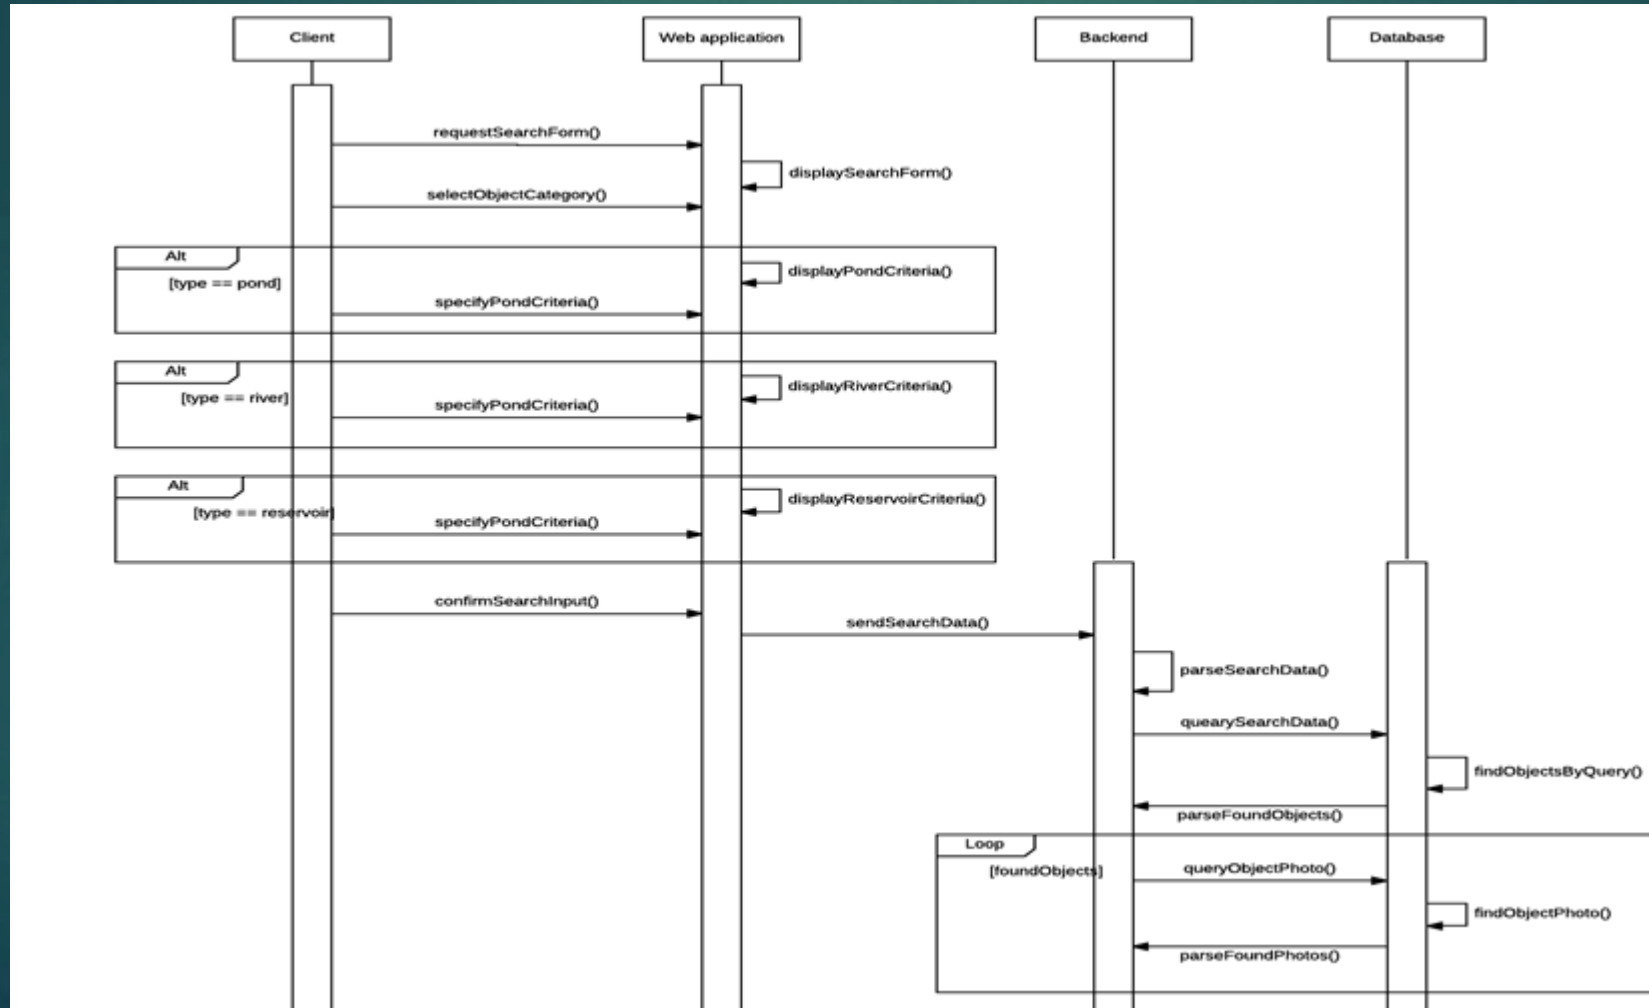 Client
Web application
Backend
Database
requestSearchForm()
displaySearchForm()
selectObjectCategory()
Alt
[type == pond]
displayPondCriteria()
specifyPondCriteria()
Alt
[type == river]
displayRiverCriteria()
specifyPondCriteria()
Alt
[type == reservoir]
displayReservoirCriteria()
specifyPondCriteria()
confirmSearchInput()
sendSearchData()
parseSearchData()
quearySearchData()
findObjectsByQuery()
parseFoundObjects()
Loop
[foundObjects]
queryObjectPhoto()
findObjectPhoto()
parseFoundPhotos()